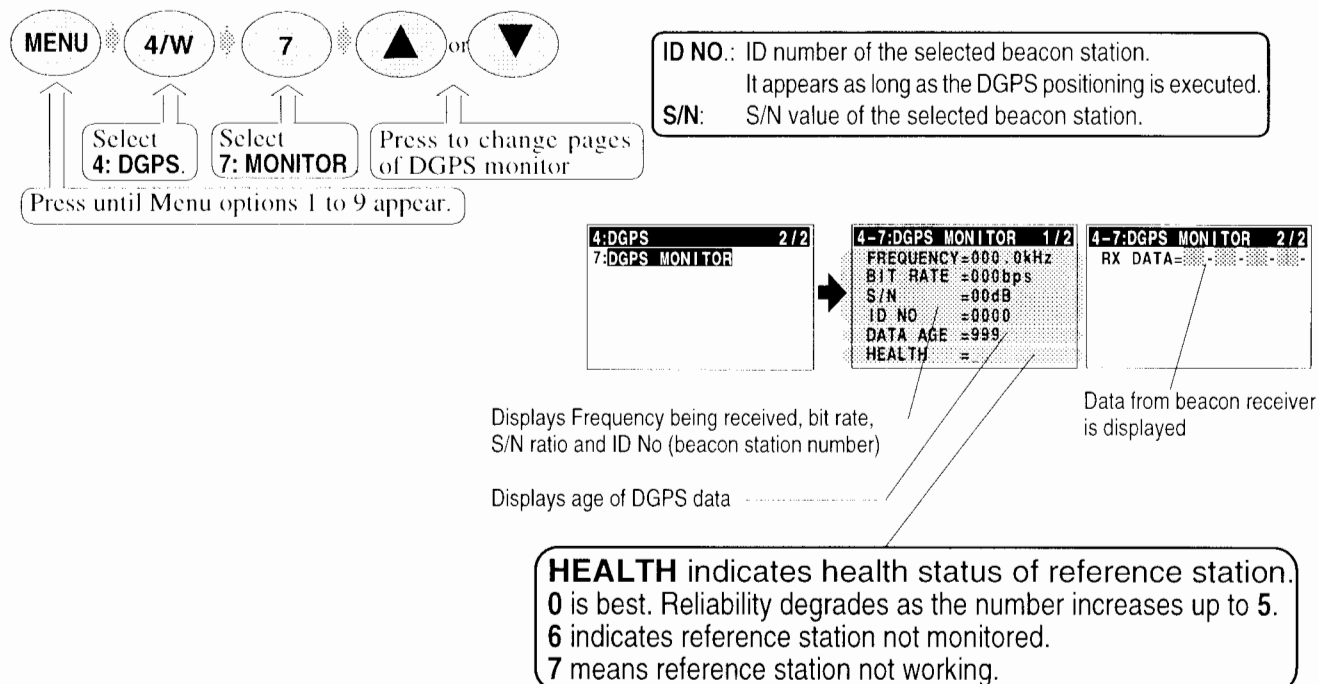 MENU 4/W 7 ▲ or ▼
Select
4: DGPS.
Select
7: MONITOR
Press to change pages
of DGPS monitor
Press until Menu options 1 to 9 appear.
ID NO.: ID number of the selected beacon station.
It appears as long as the DGPS positioning is executed.
S/N: S/N value of the selected beacon station.
4:DGPS 2/2
7:DGPS MONITOR
4-7:DGPS MONITOR 1/2
FREQUENCY=000.0kHz
BIT RATE =000bps
S/N =00dB
ID NO =0000
DATA AGE =999
HEALTH =_
4-7:DGPS MONITOR 2/2
RX DATA= - - - -
Displays Frequency being received, bit rate,
S/N ratio and ID No (beacon station number)
Displays age of DGPS data
Data from beacon receiver
is displayed
HEALTH indicates health status of reference station.
0 is best. Reliability degrades as the number increases up to 5.
6 indicates reference station not monitored.
7 means reference station not working.